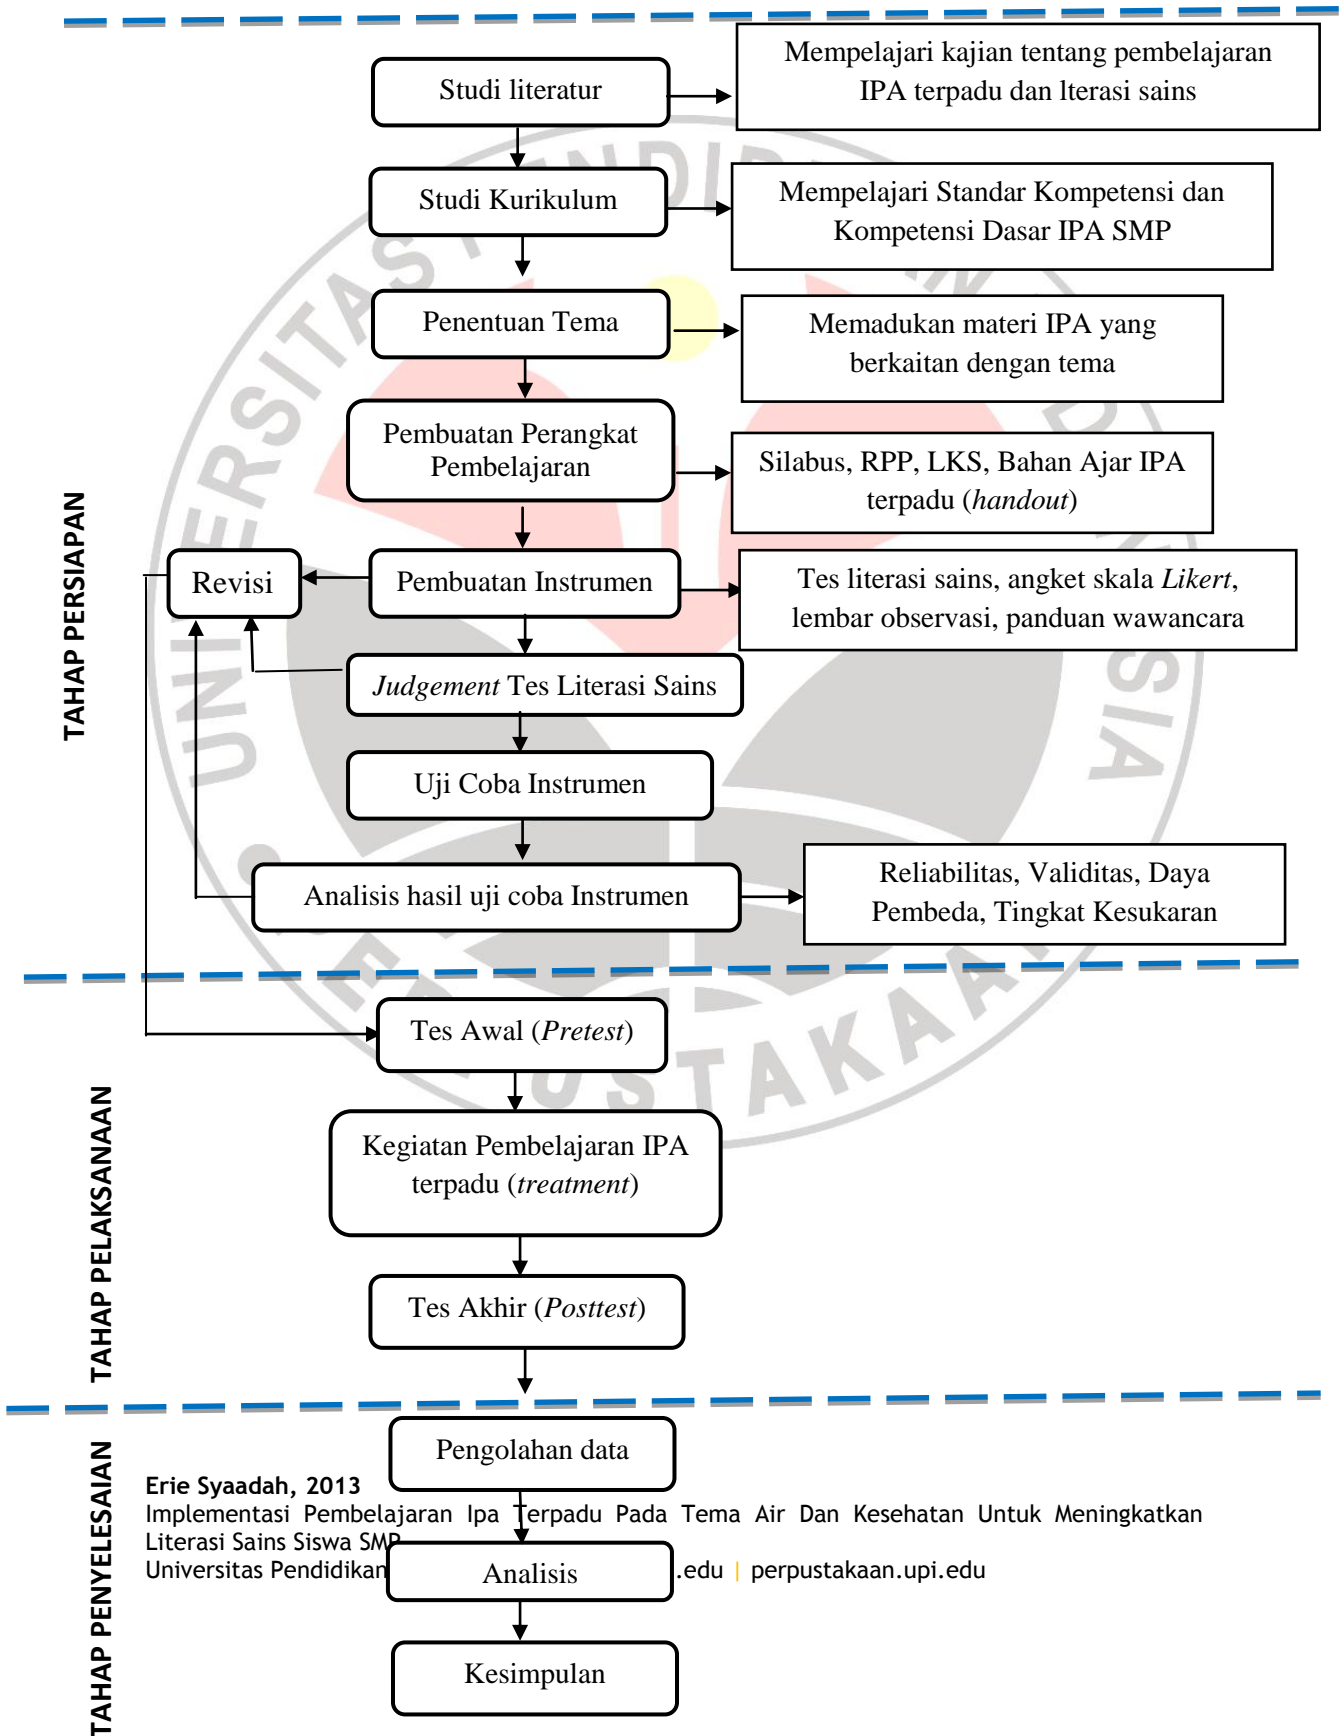 Studi literatur
Mempelajari kajian tentang pembelajaran
IPA terpadu dan lterasi sains
Studi Kurikulum
Mempelajari Standar Kompetensi dan
Kompetensi Dasar IPA SMP
Penentuan Tema
Memadukan materi IPA yang
berkaitan dengan tema
Pembuatan Perangkat
Pembelajaran
Silabus, RPP, LKS, Bahan Ajar IPA
terpadu (handout)
TAHAP PERSIAPAN
Revisi
Pembuatan Instrumen
Tes literasi sains, angket skala Likert,
lembar observasi, panduan wawancara
Judgement Tes Literasi Sains
Uji Coba Instrumen
Analisis hasil uji coba Instrumen
Reliabilitas, Validitas, Daya
Pembeda, Tingkat Kesukaran
TAHAP PELAKSANAAN
Tes Awal (Pretest)
Kegiatan Pembelajaran IPA
terpadu (treatment)
Tes Akhir (Posttest)
TAHAP PENYELESAIAN
Pengolahan data
Erie Syaadah, 2013
Implementasi Pembelajaran Ipa Terpadu Pada Tema Air Dan Kesehatan Untuk Meningkatkan
Literasi Sains Siswa SMP
Universitas Pendidikan .edu | perpustakaan.upi.edu
Analisis
Kesimpulan
UNIVERSITAS